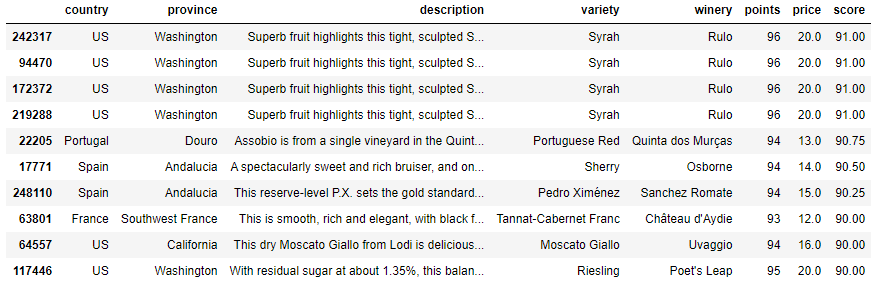 country province description variety winery points price score
242317 US Washington Superb fruit highlights this tight, sculpted S... Syrah Rulo 96 20.0 91.00
94470 US Washington Superb fruit highlights this tight, sculpted S... Syrah Rulo 96 20.0 91.00
172372 US Washington Superb fruit highlights this tight, sculpted S... Syrah Rulo 96 20.0 91.00
219288 US Washington Superb fruit highlights this tight, sculpted S... Syrah Rulo 96 20.0 91.00
22205 Portugal Douro Assobio is from a single vineyard in the Quint... Portuguese Red Quinta dos Murças 94 13.0 90.75
17771 Spain Andalucia A spectacularly sweet and rich bruiser, and on... Sherry Osborne 94 14.0 90.50
248110 Spain Andalucia This reserve-level P.X. sets the gold standard... Pedro Ximénez Sanchez Romate 94 15.0 90.25
63801 France Southwest France This is smooth, rich and elegant, with black f... Tannat-Cabernet Franc Château d'Aydie 93 12.0 90.00
64557 US California This dry Moscato Giallo from Lodi is delicious... Moscato Giallo Uvaggio 94 16.0 90.00
117446 US Washington With residual sugar at about 1.35%, this balan... Riesling Poet's Leap 95 20.0 90.00